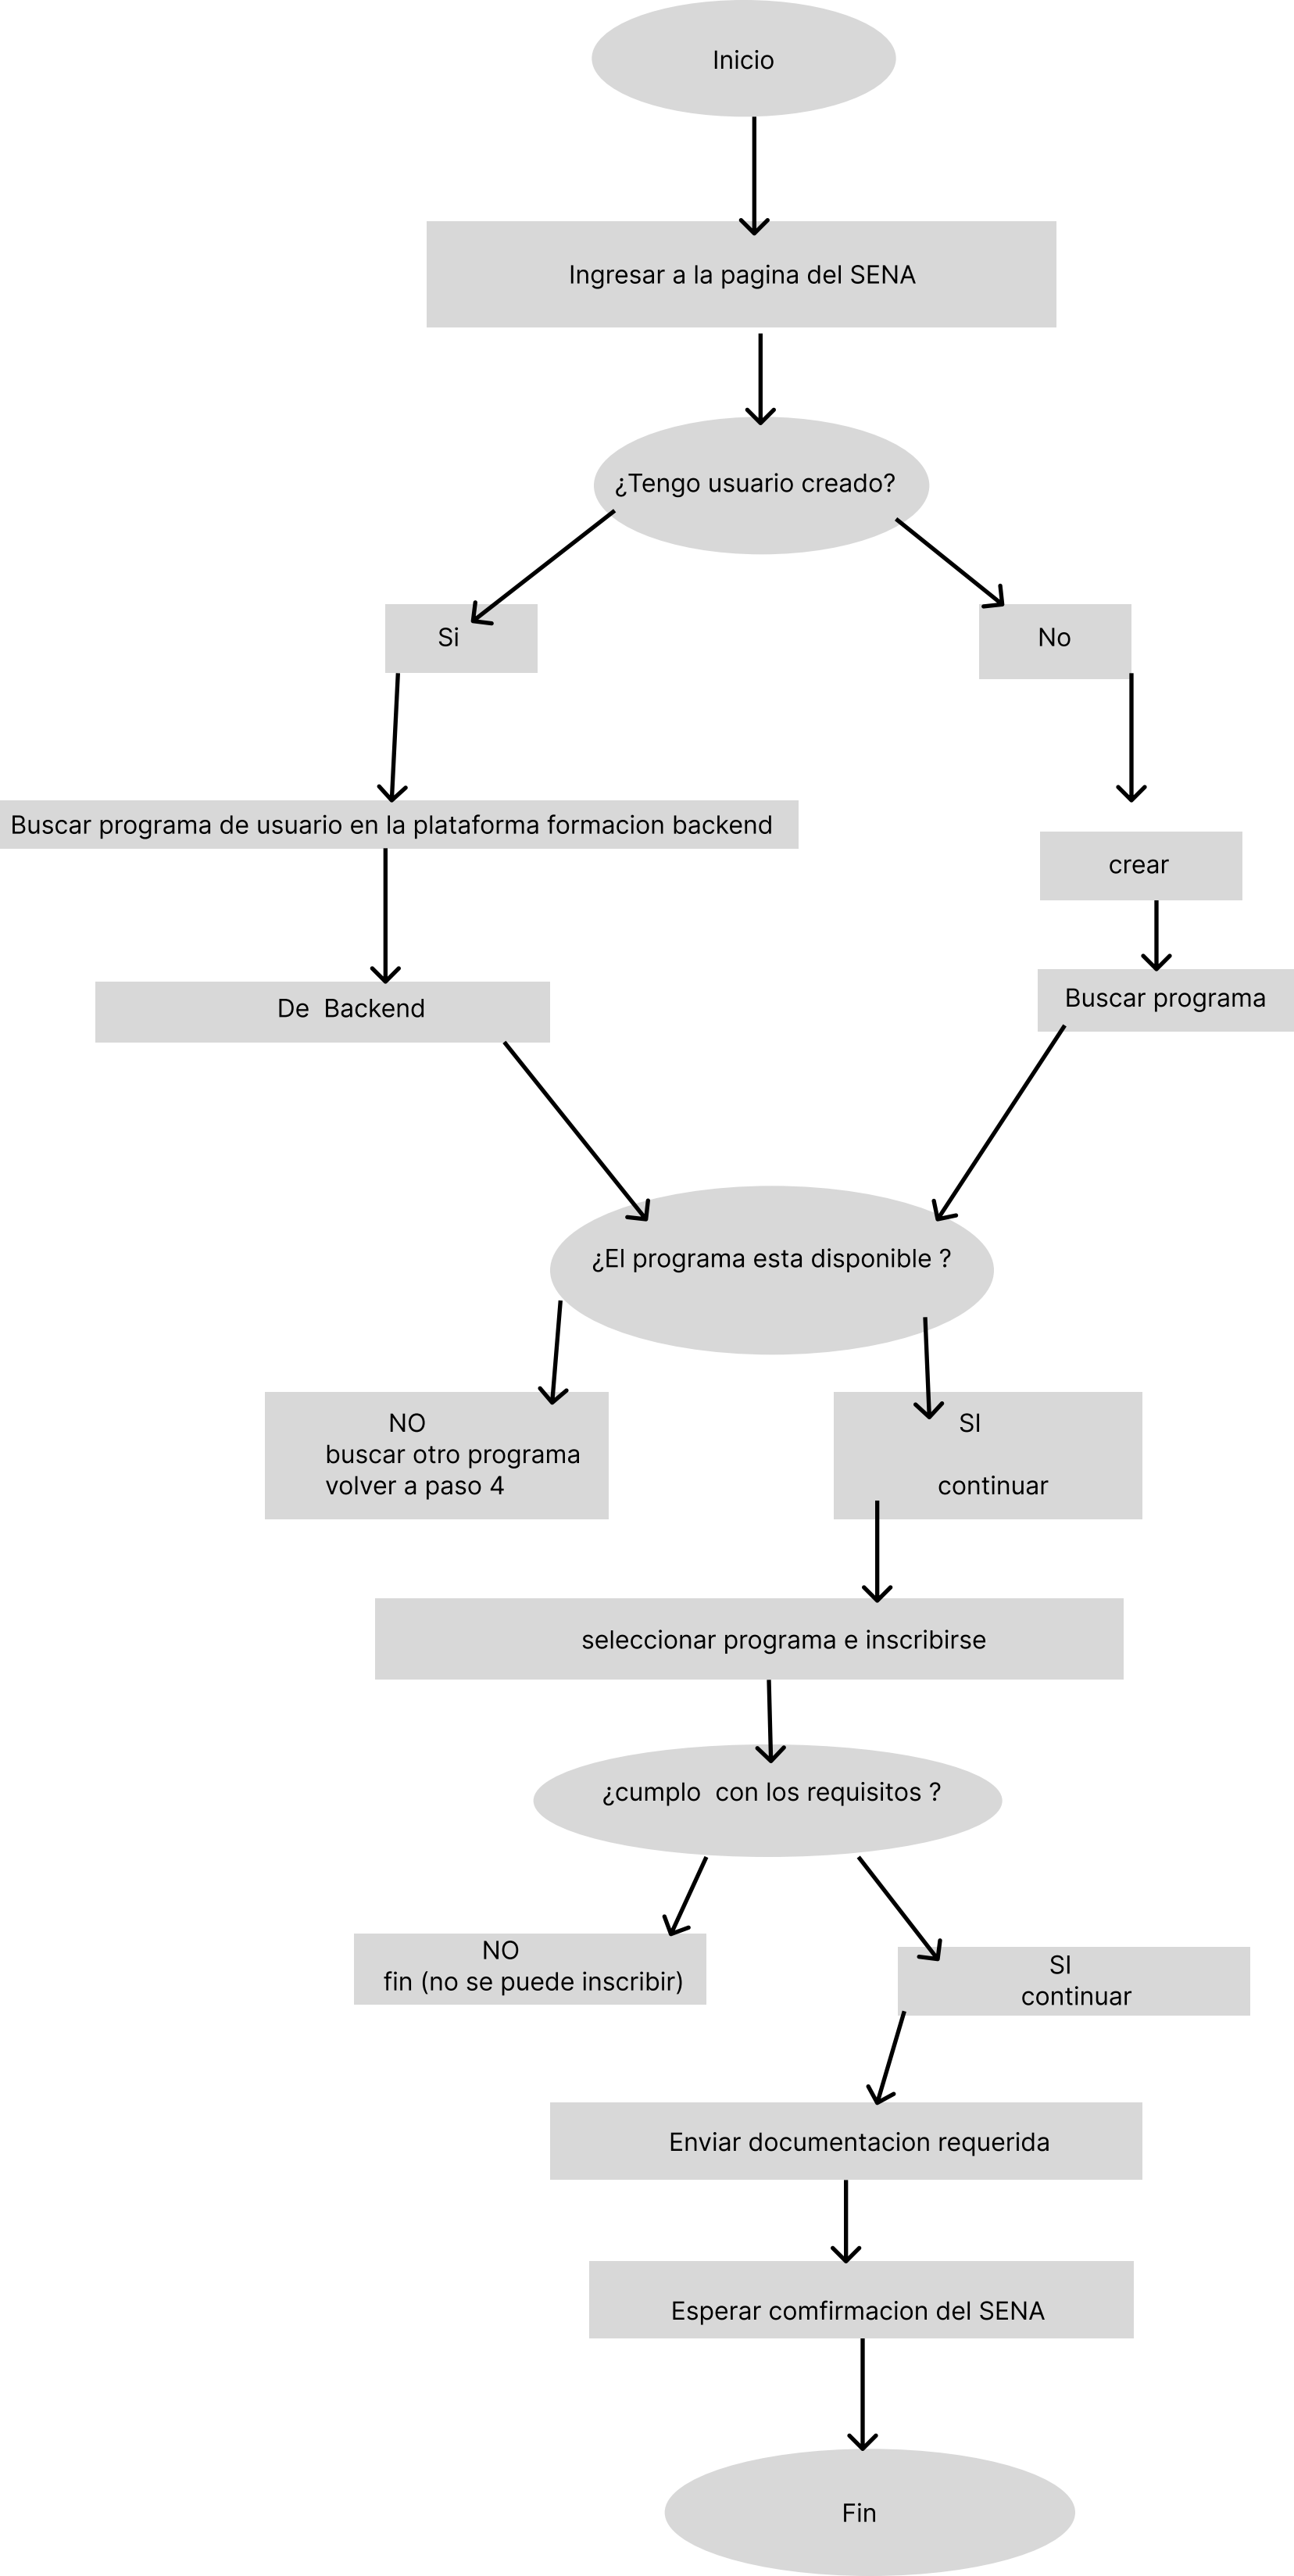 Inicio
Ingresar a la pagina del SENA
¿Tengo usuario creado?
Si
No
Buscar programa de usuario en la plataforma formacion backend
crear
De  Backend
Buscar programa
¿El programa esta disponible ?
NO
buscar otro programa
volver a paso 4
SI
continuar
seleccionar programa e inscribirse
¿cumplo  con los requisitos ?
NO
fin (no se puede inscribir)
SI
continuar
Enviar documentacion requerida
Esperar comfirmacion del SENA
Fin